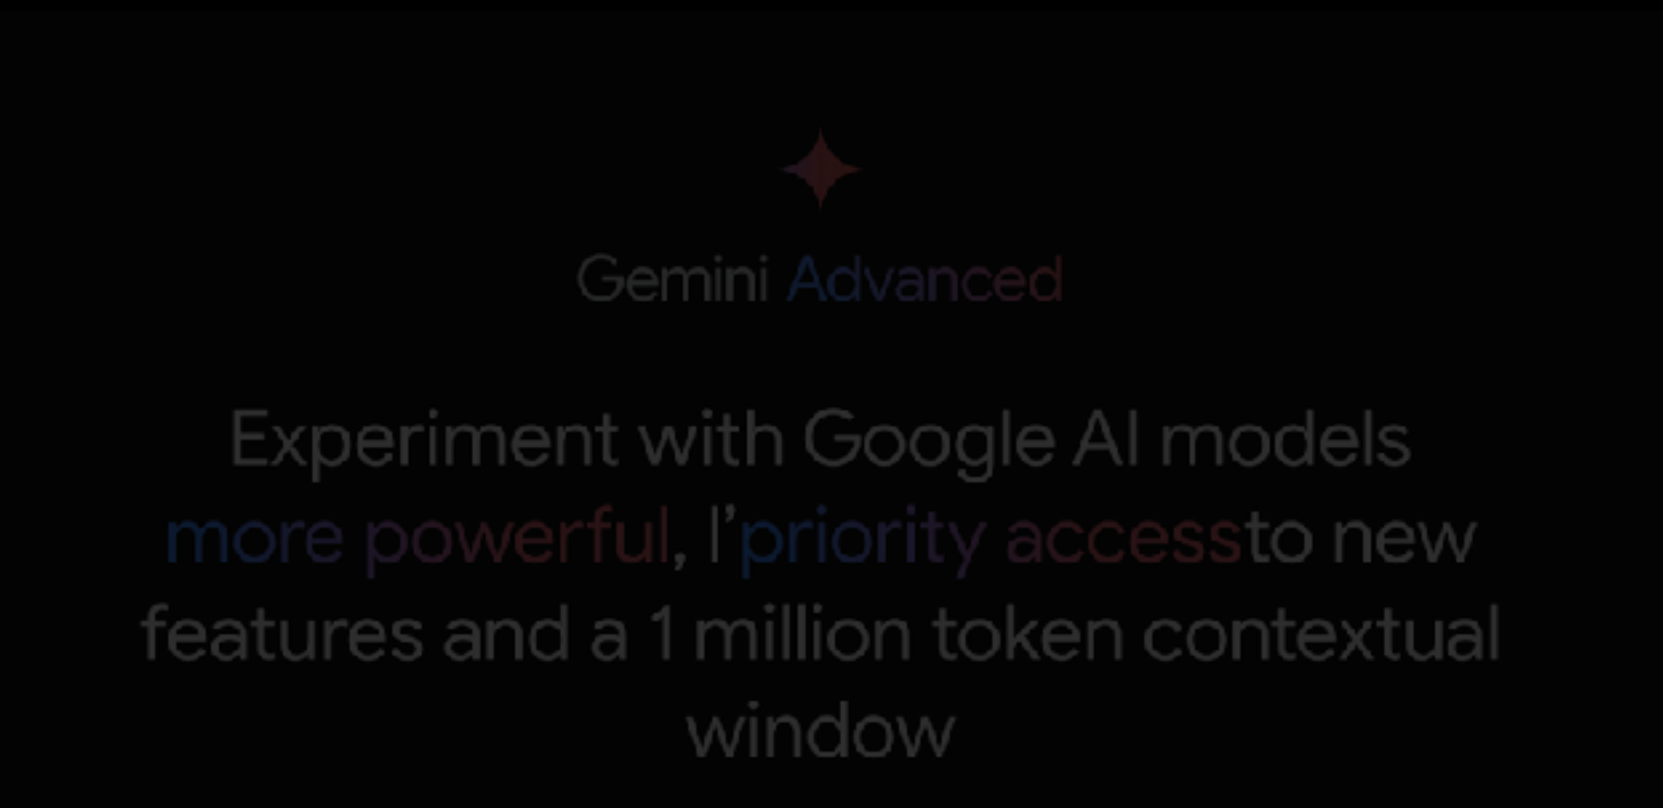 Gemini Advanced
Experiment with Google AI models
more powerful, l’priority accessto new
features and a 1 million token contextual
window